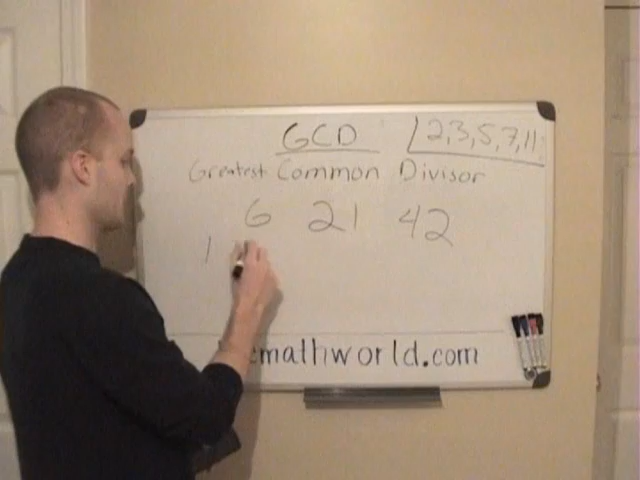 GCD 2,3,5,7,11
Greatest Common Divisor
6 21 42
1
mathworld.com